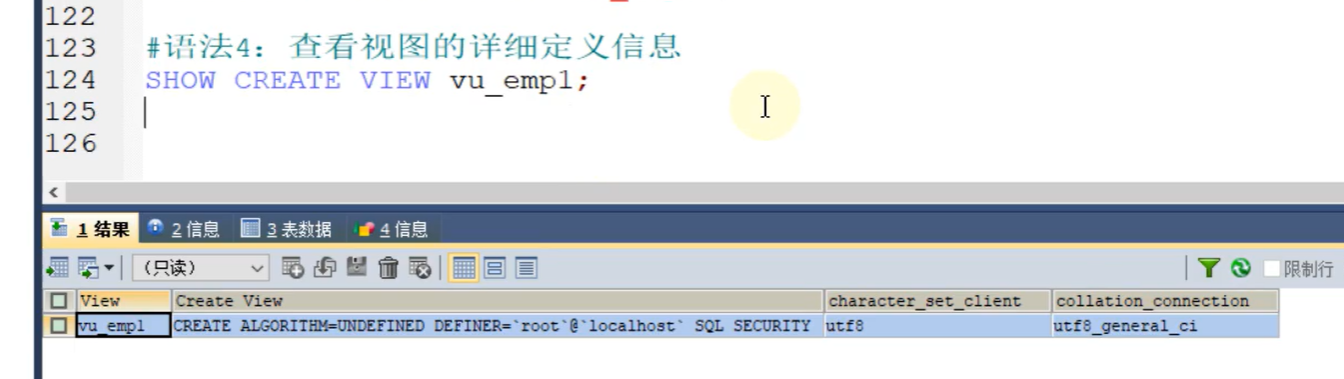 122
123 #语法4: 查看视图的详细定义信息
124 SHOW CREATE VIEW vu_emp1;
125
126
1 结果 2 信息 3 表数据 4 信息
(只读) 限制行
View Create View character_set_client collation_connection
vu_emp1 CREATE ALGORITHM=UNDEFINED DEFINER=`root`@`localhost` SQL SECURITY utf8 utf8_general_ci